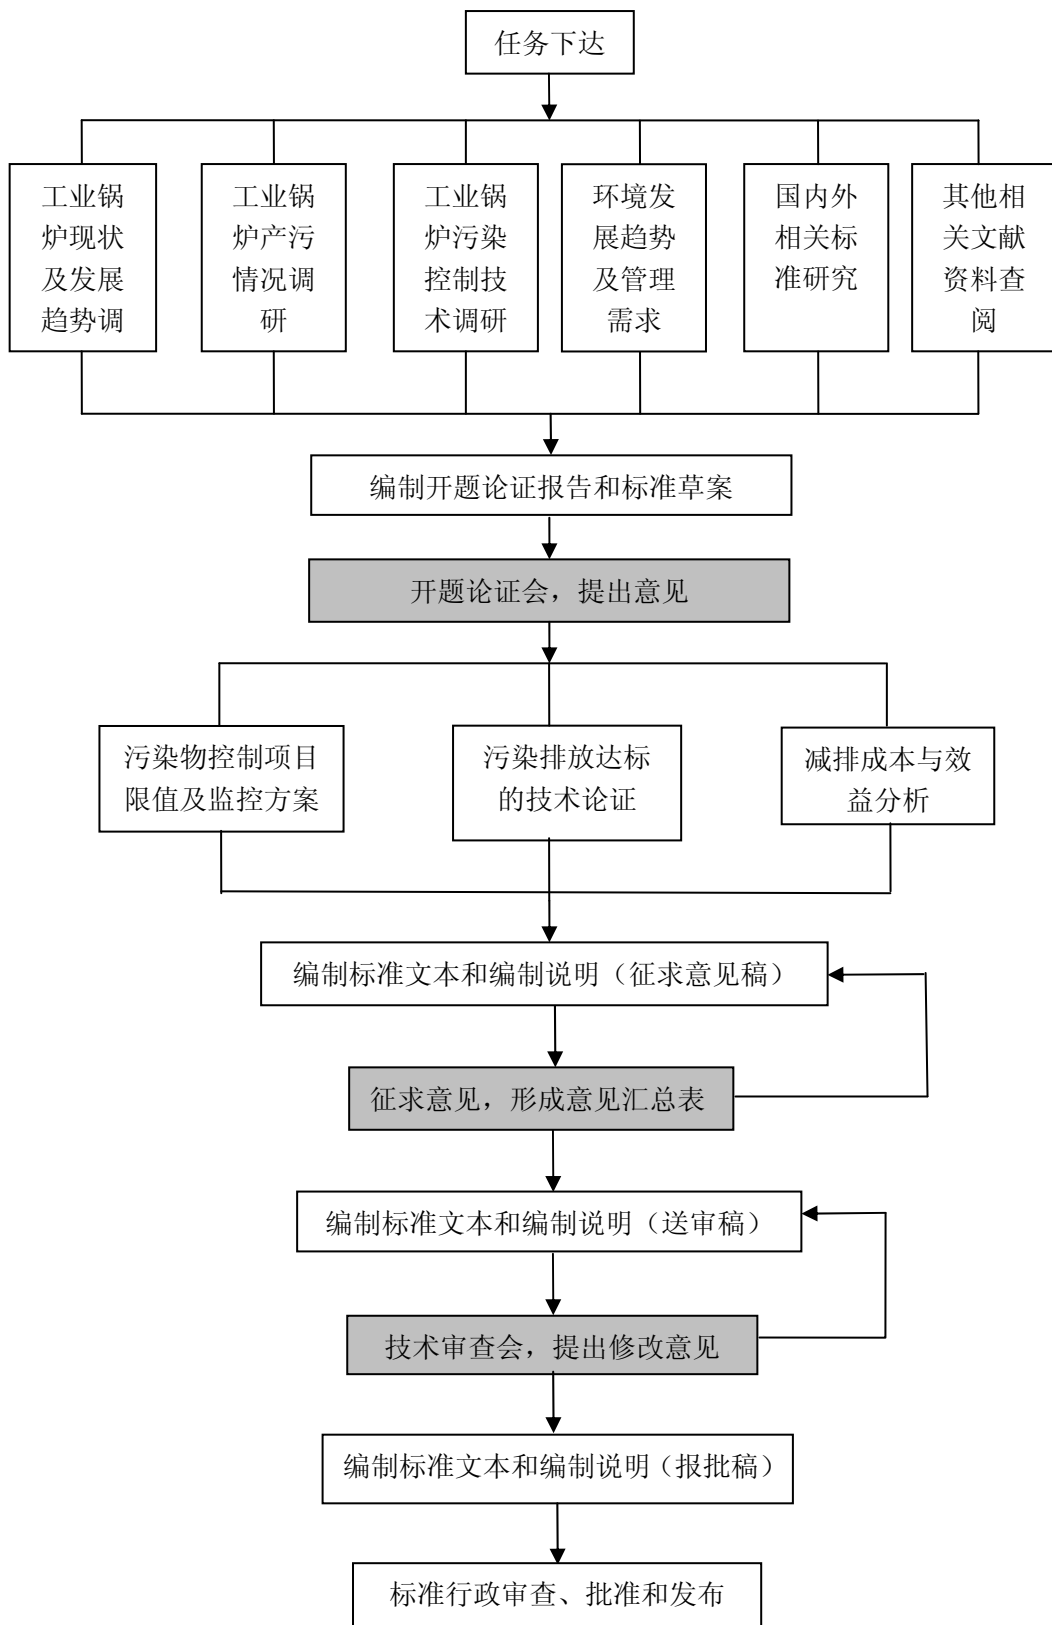 任务下达
工业锅
炉现状
及发展
趋势调
工业锅
炉产污
情况调
研
工业锅
炉污染
控制技
术调研
环境发
展趋势
及管理
需求
国内外
相关标
准研究
其他相
关文献
资料查
阅
编制开题论证报告和标准草案
开题论证会，提出意见
污染物控制项目
限值及监控方案
污染排放达标
的技术论证
减排成本与效
益分析
编制标准文本和编制说明（征求意见稿）
征求意见，形成意见汇总表
编制标准文本和编制说明（送审稿）
技术审查会，提出修改意见
编制标准文本和编制说明（报批稿）
标准行政审查、批准和发布